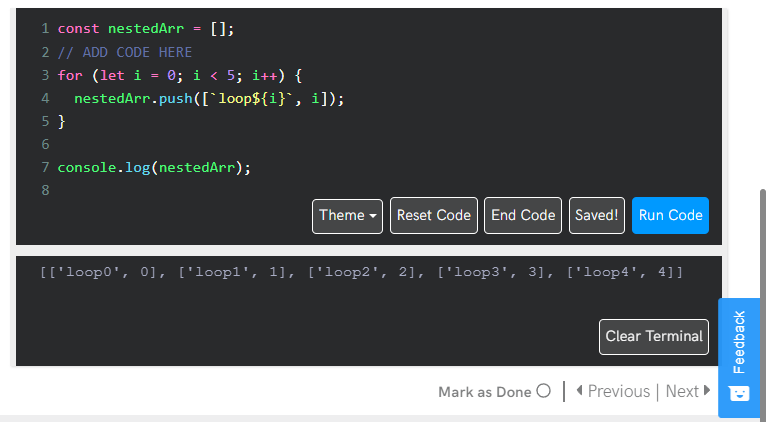 1 const nestedArr = [];
2 // ADD CODE HERE
3 for (let i = 0; i < 5; i++) {
4   nestedArr.push([`loop${i}`, i]);
5 }
6
7 console.log(nestedArr);
8
Theme Reset Code End Code Saved! Run Code
[['loop0', 0], ['loop1', 1], ['loop2', 2], ['loop3', 3], ['loop4', 4]]
Clear Terminal
Feedback
Mark as Done | Previous | Next